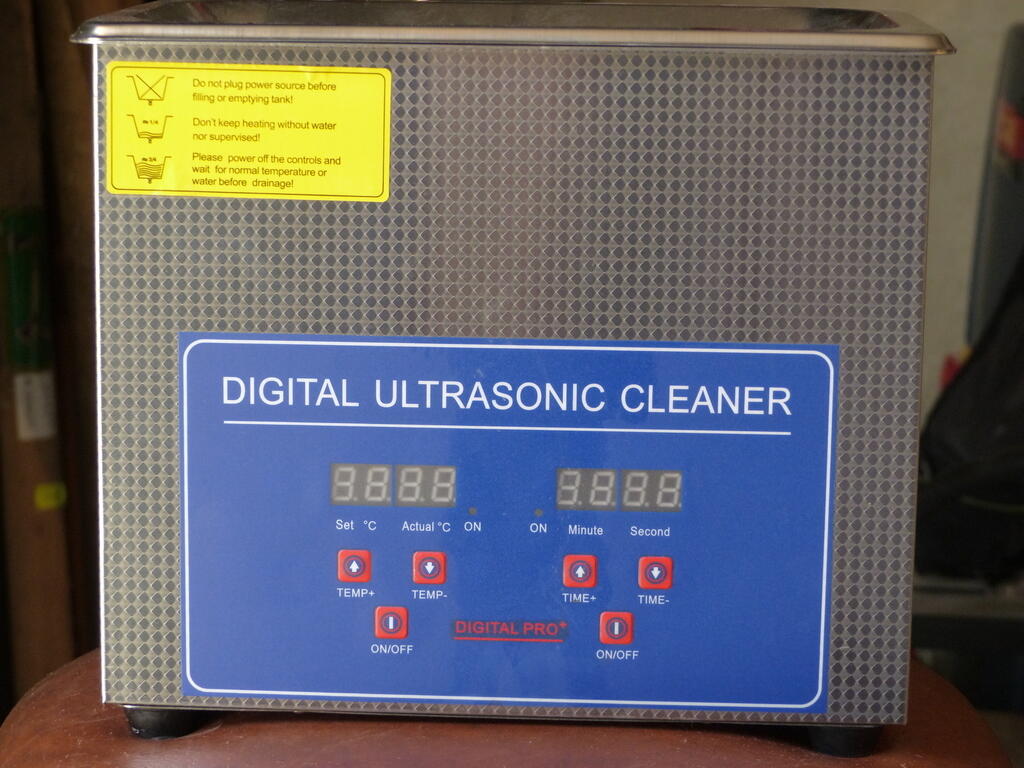 Do not plug power source before
filling or emptying tank!
Don't keep heating without water
nor supervised!
Please power off the controls and
wait for normal temperature or
water before drainage!
DIGITAL ULTRASONIC CLEANER
Set °C Actual °C ON ON Minute Second
TEMP+ TEMP- TIME+ TIME-
DIGITAL PRO+
ON/OFF ON/OFF